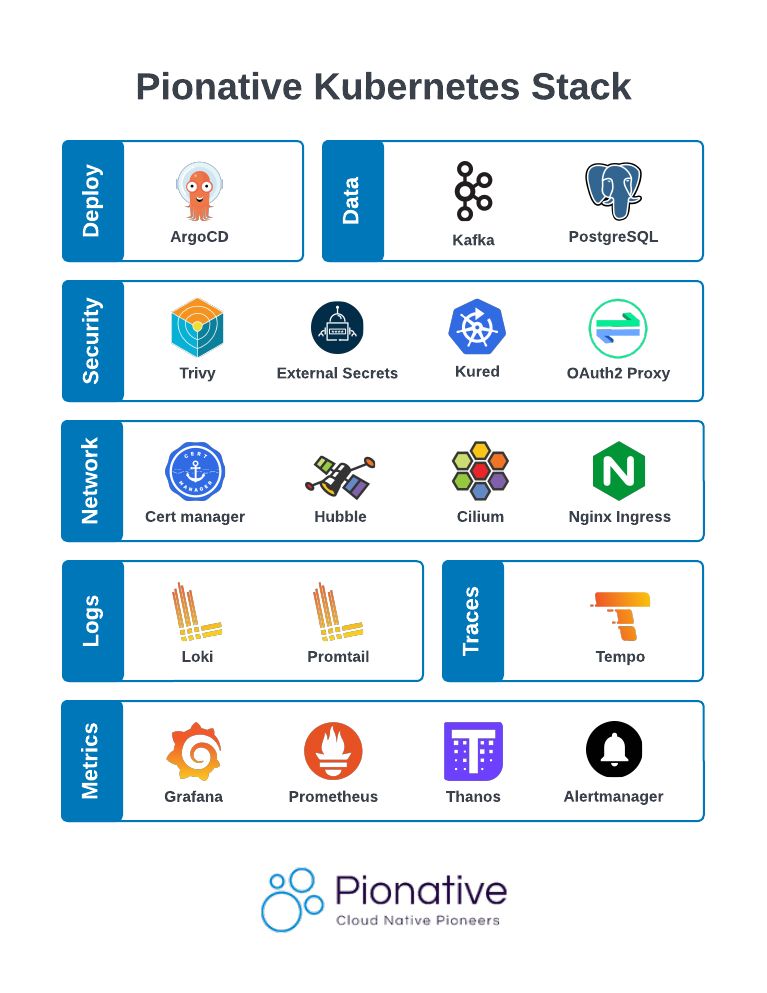 Pionative Kubernetes Stack
Deploy
ArgoCD
Data
Kafka
PostgreSQL
Security
Trivy
External Secrets
Kured
OAuth2 Proxy
Network
CERT
MANAGER
Cert manager
Hubble
Cilium
N
Nginx Ingress
Logs
Loki
Promtail
Traces
Tempo
Metrics
Grafana
Prometheus
T
Thanos
Alertmanager
Pionative
Cloud Native Pioneers